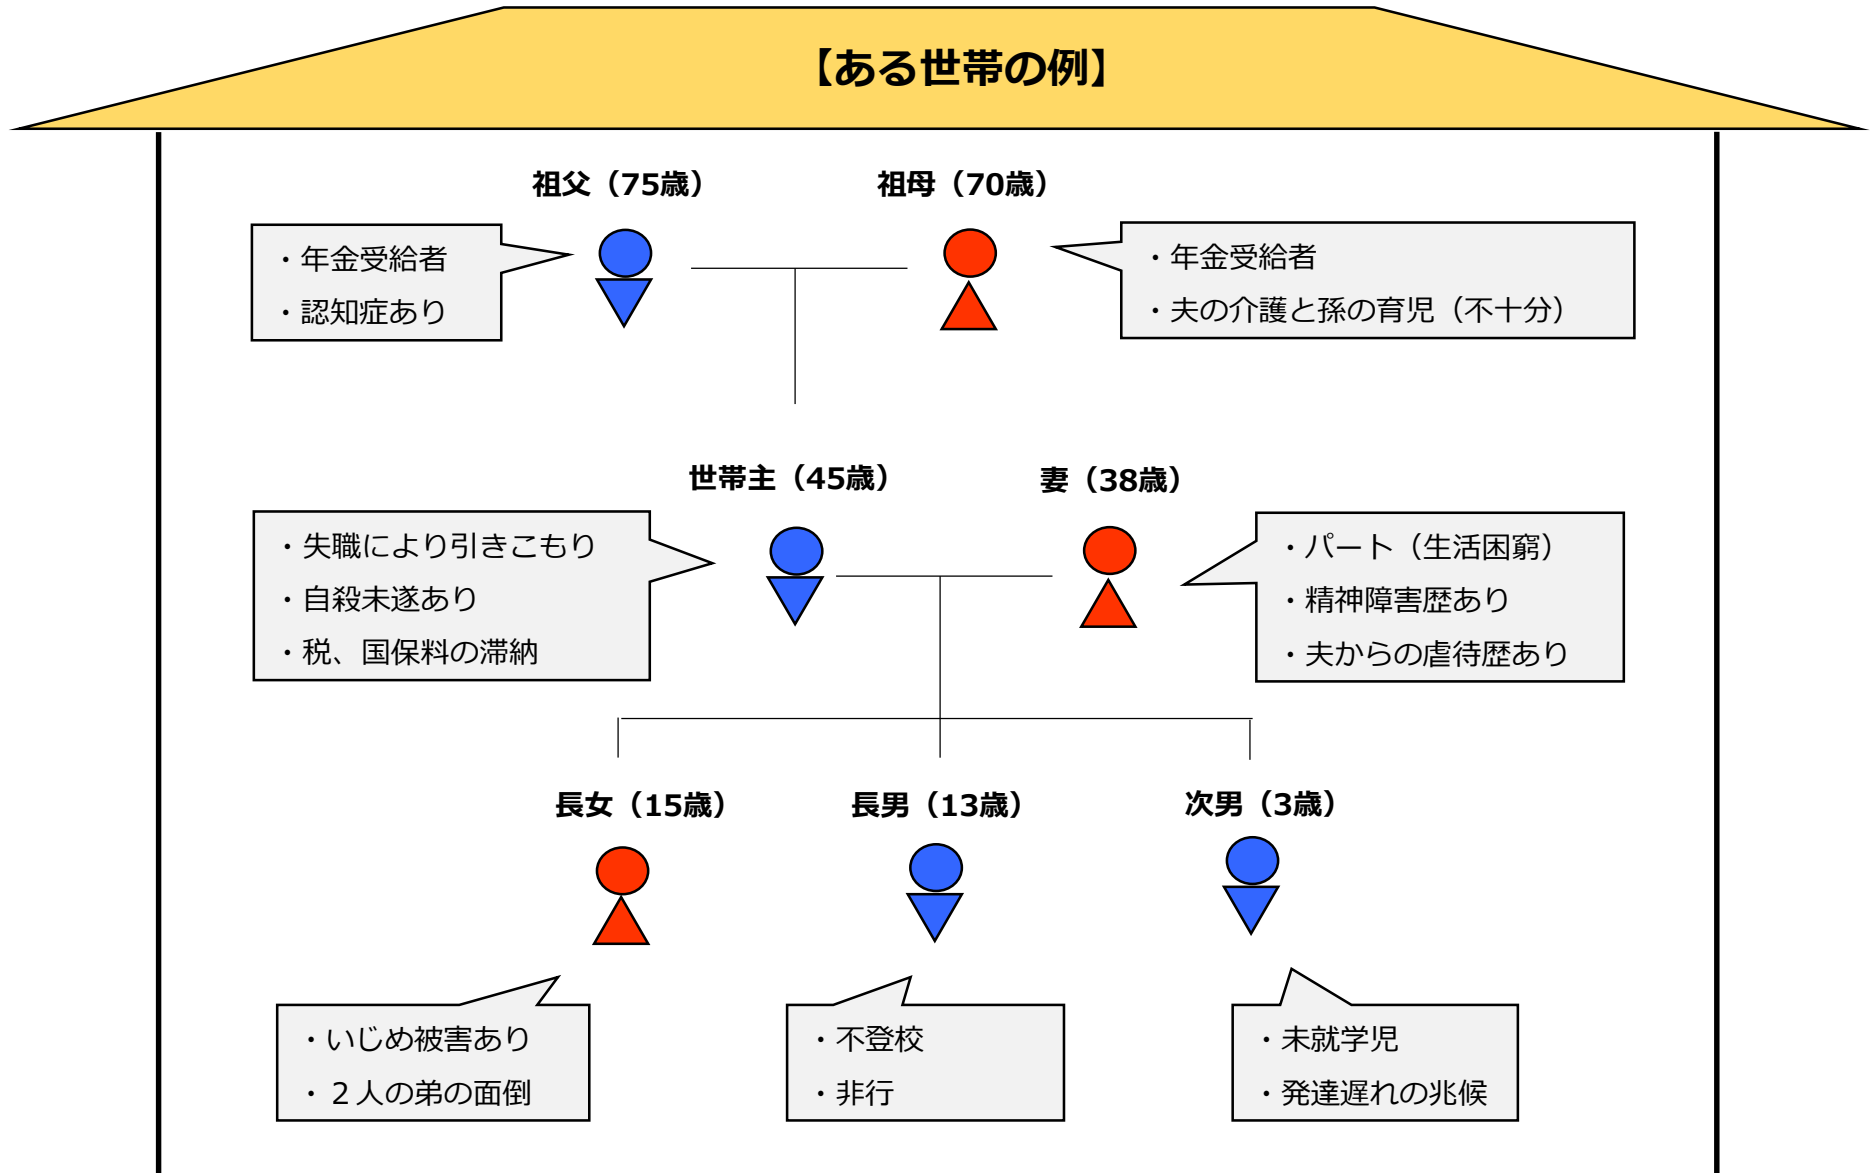 【ある世帯の例】
祖父（75歳）
祖母（70歳）
・年金受給者
・認知症あり
・年金受給者
・夫の介護と孫の育児（不十分）
世帯主（45歳）
妻（38歳）
・失職により引きこもり
・自殺未遂あり
・税、国保料の滞納
・パート（生活困窮）
・精神障害歴あり
・夫からの虐待歴あり
長女（15歳）
長男（13歳）
次男（3歳）
・いじめ被害あり
・２人の弟の面倒
・不登校
・非行
・未就学児
・発達遅れの兆候